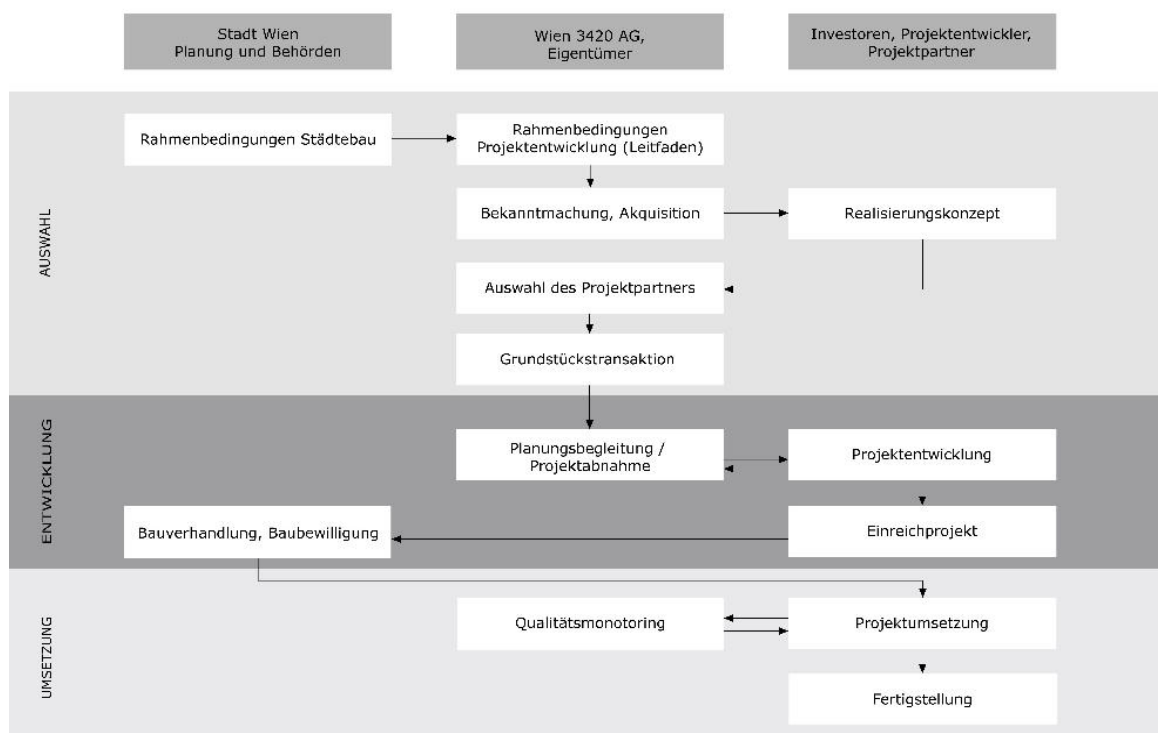 Stadt Wien
Planung und Behörden
Wien 3420 AG,
Eigentümer
Investoren, Projektentwickler,
Projektpartner
AUSWAHL
Rahmenbedingungen Städtebau
Rahmenbedingungen
Projektentwicklung (Leitfaden)
Bekanntmachung, Akquisition
Realisierungskonzept
Auswahl des Projektpartners
Grundstückstransaktion
ENTWICKLUNG
Planungsbegleitung /
Projektabnahme
Projektentwicklung
Bauverhandlung, Baubewilligung
Einreichprojekt
UMSETZUNG
Qualitätsmonotoring
Projektumsetzung
Fertigstellung